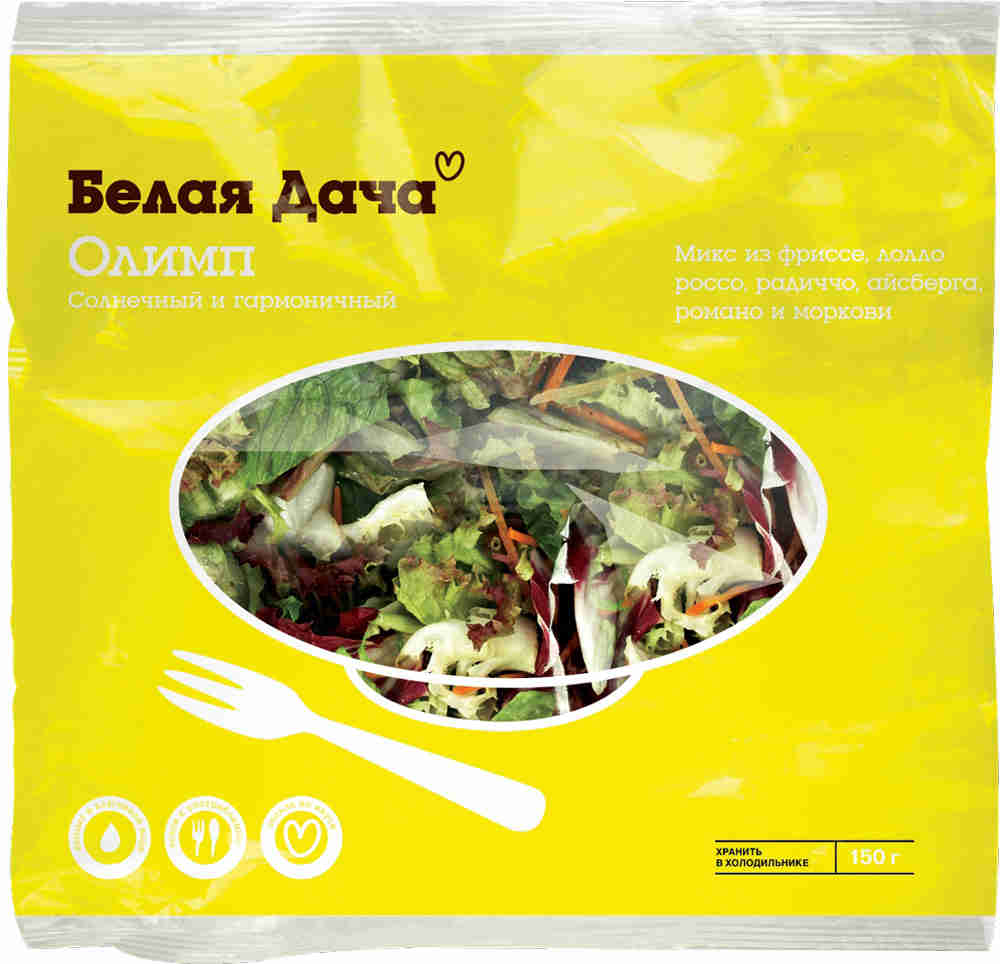 Белая Дача
Олимп
Солнечный и гармоничный
Микс из фриссе, лолло
россо, радиччо, айсберга,
романо и моркови
ХРАНИТЬ
В ХОЛОДИЛЬНИКЕ
150 г